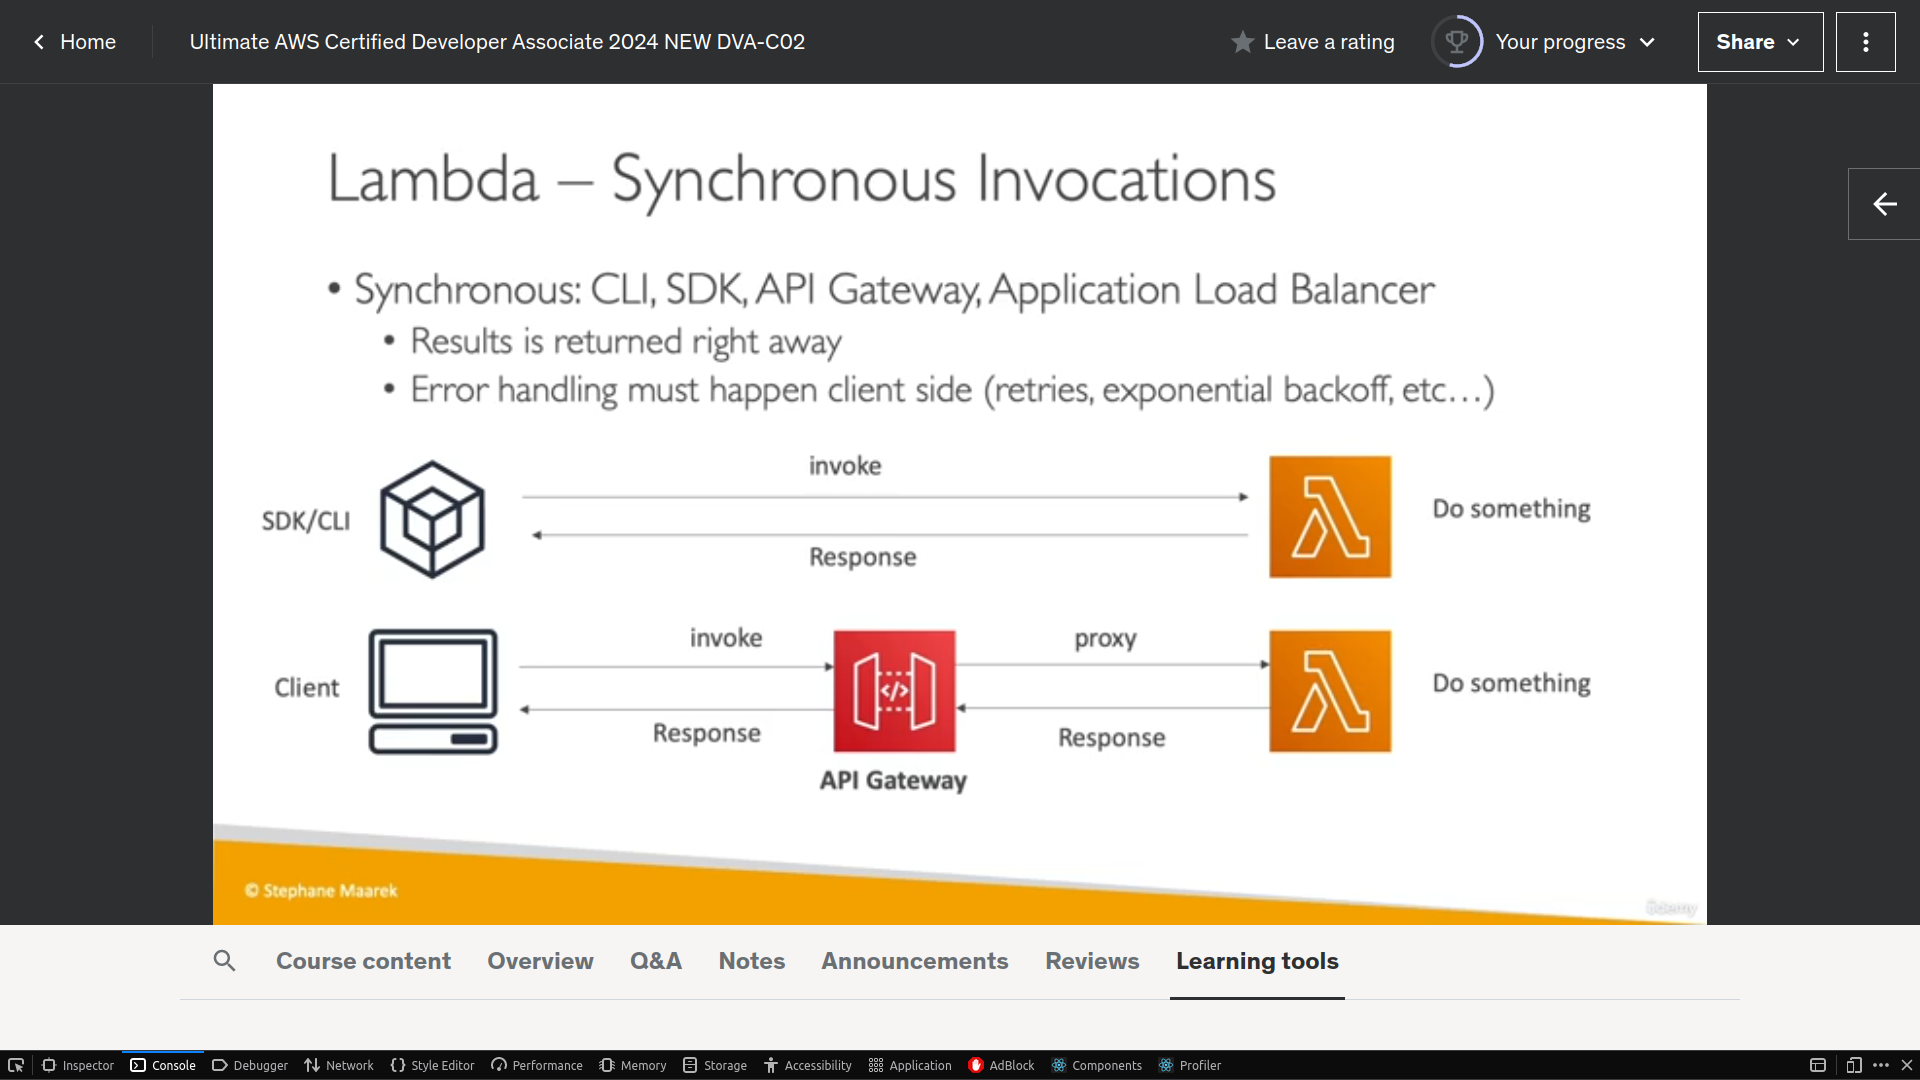 Home
Ultimate AWS Certified Developer Associate 2024 NEW DVA-C02
Leave a rating
Your progress
Share
Lambda – Synchronous Invocations
• Synchronous: CLI, SDK, API Gateway, Application Load Balancer
• Results is returned right away
• Error handling must happen client side (retries, exponential backoff, etc…)
invoke
SDK/CLI
Do something
Response
invoke
proxy
Client
</>
Do something
Response
Response
API Gateway
© Stephane Maarek
Udemy
Course content
Overview
Q&A
Notes
Announcements
Reviews
Learning tools
Inspector
Console
Debugger
Network
Style Editor
Performance
Memory
Storage
Accessibility
Application
AdBlock
Components
Profiler